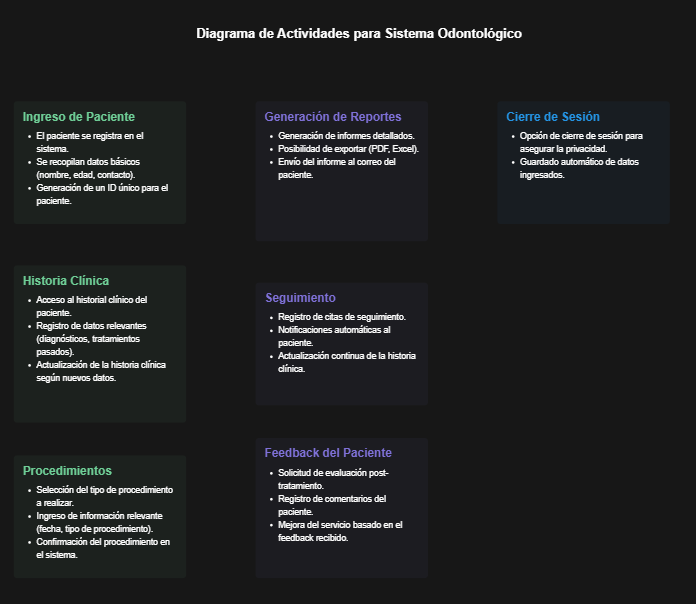 Diagrama de Actividades para Sistema Odontológico
Ingreso de Paciente
• El paciente se registra en el
sistema.
• Se recopilan datos básicos
(nombre, edad, contacto).
• Generación de un ID único para el
paciente.
Historia Clínica
• Acceso al historial clínico del
paciente.
• Registro de datos relevantes
(diagnósticos, tratamientos
pasados).
• Actualización de la historia clínica
según nuevos datos.
Procedimientos
• Selección del tipo de procedimiento
a realizar.
• Ingreso de información relevante
(fecha, tipo de procedimiento).
• Confirmación del procedimiento en
el sistema.
Generación de Reportes
• Generación de informes detallados.
• Posibilidad de exportar (PDF, Excel).
• Envío del informe al correo del
paciente.
Seguimiento
• Registro de citas de seguimiento.
• Notificaciones automáticas al
paciente.
• Actualización continua de la historia
clínica.
Feedback del Paciente
• Solicitud de evaluación post-
tratamiento.
• Registro de comentarios del
paciente.
• Mejora del servicio basado en el
feedback recibido.
Cierre de Sesión
• Opción de cierre de sesión para
asegurar la privacidad.
• Guardado automático de datos
ingresados.